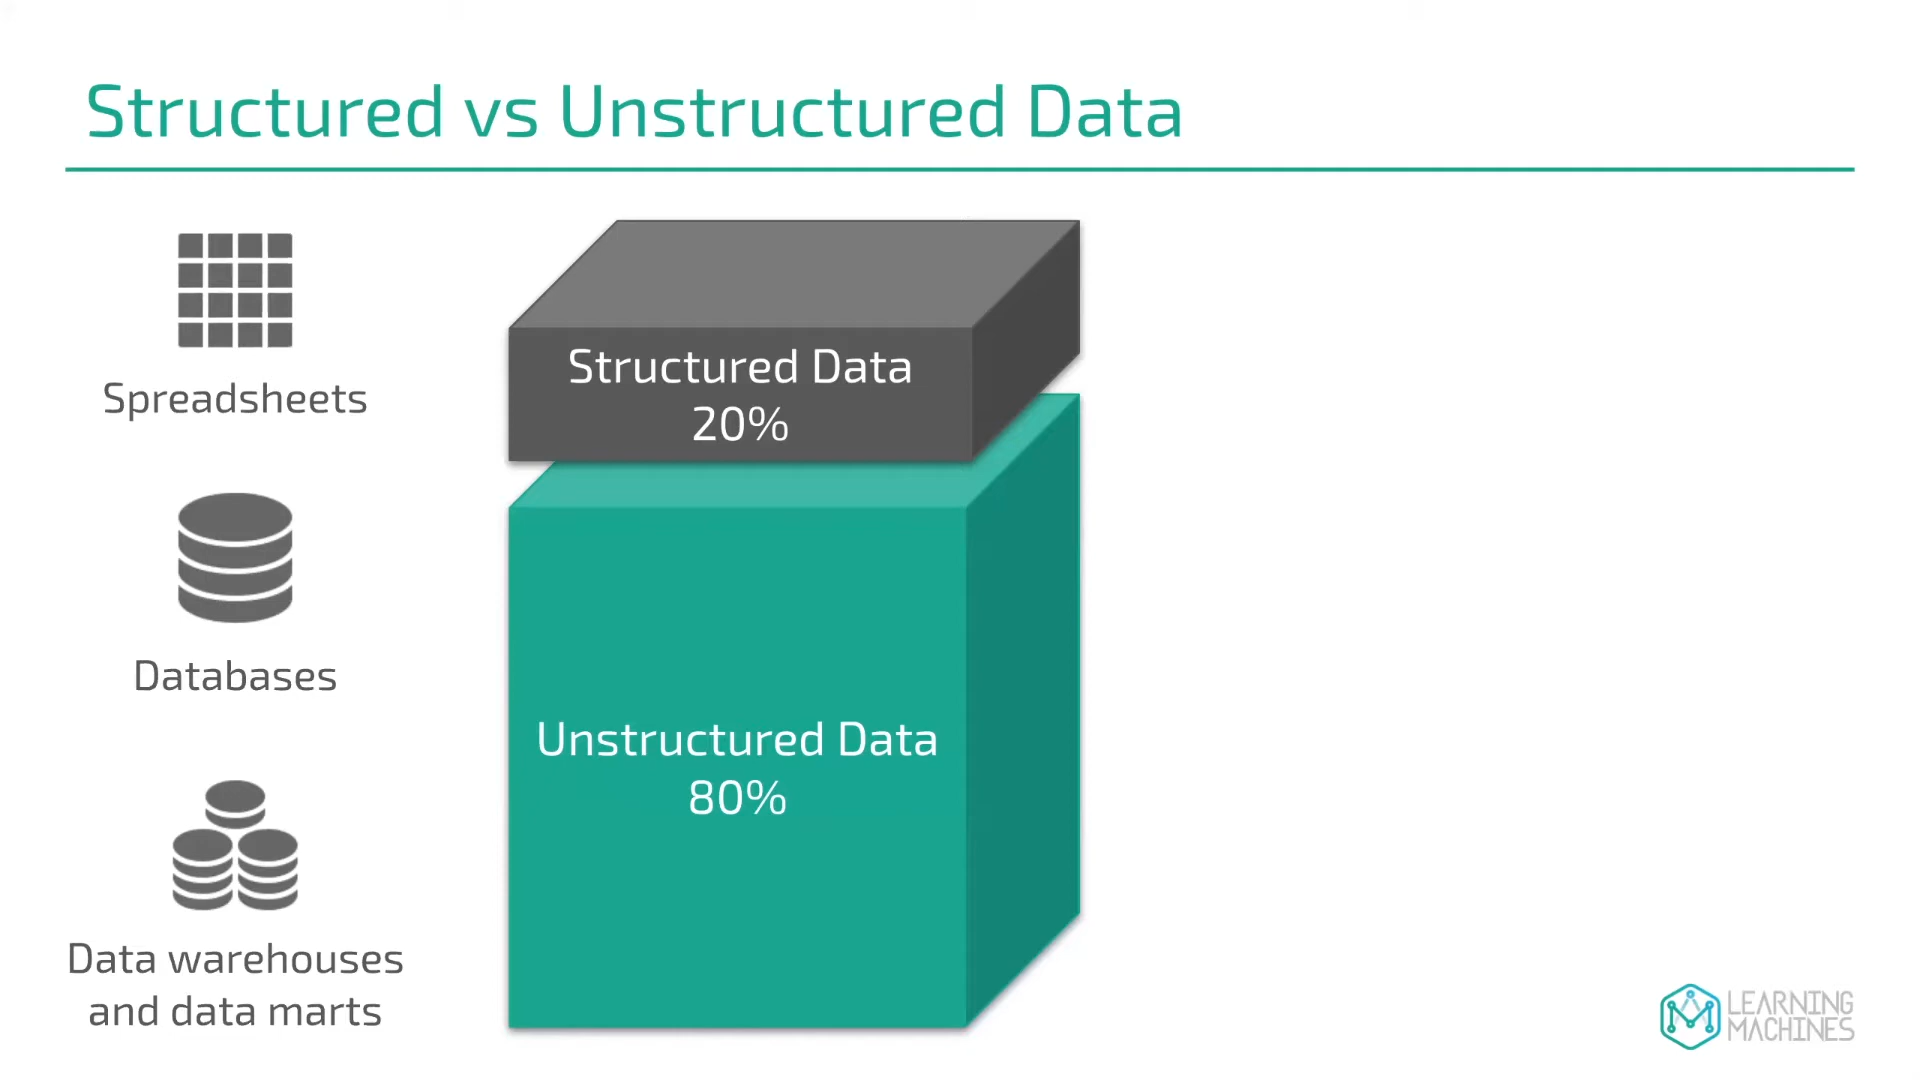 Structured vs Unstructured Data
Spreadsheets
Databases
Data warehouses
and data marts
Structured Data
20%
Unstructured Data
80%
LEARNING
MACHINES